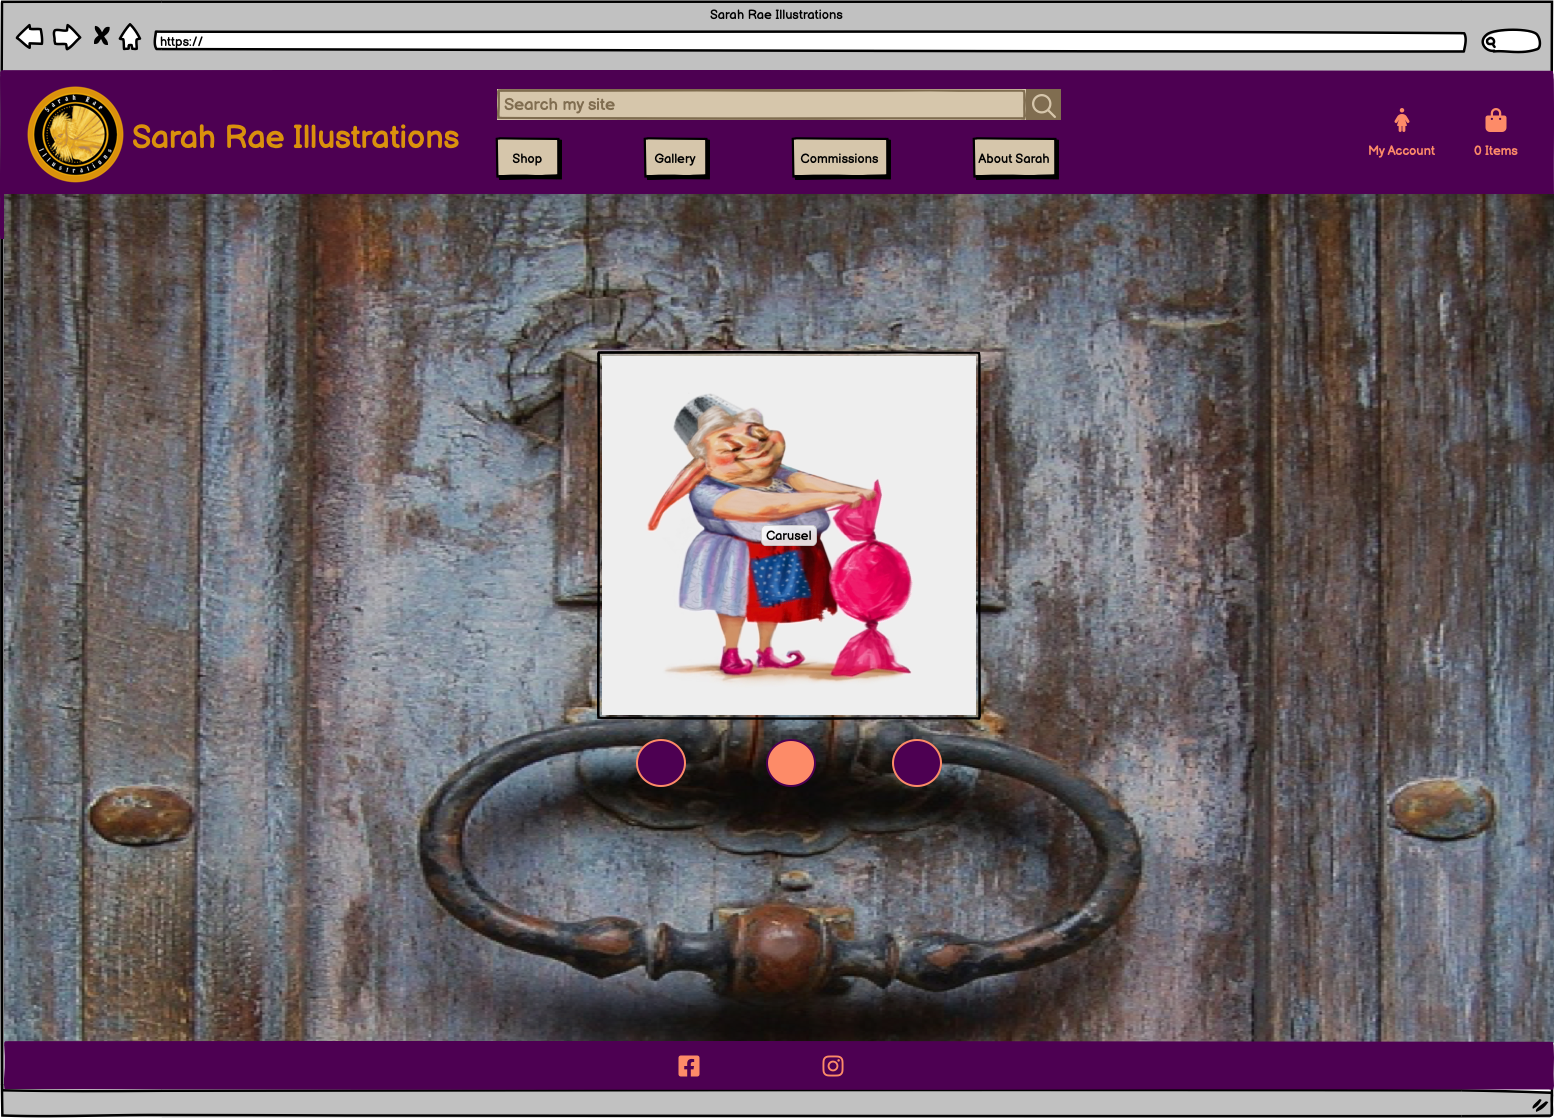 Sarah Rae Illustrations
https://
Sarah Rae
Illustrations
Sarah Rae Illustrations
Search my site
Shop
Gallery
Commissions
About Sarah
My Account
0 Items
Carusel